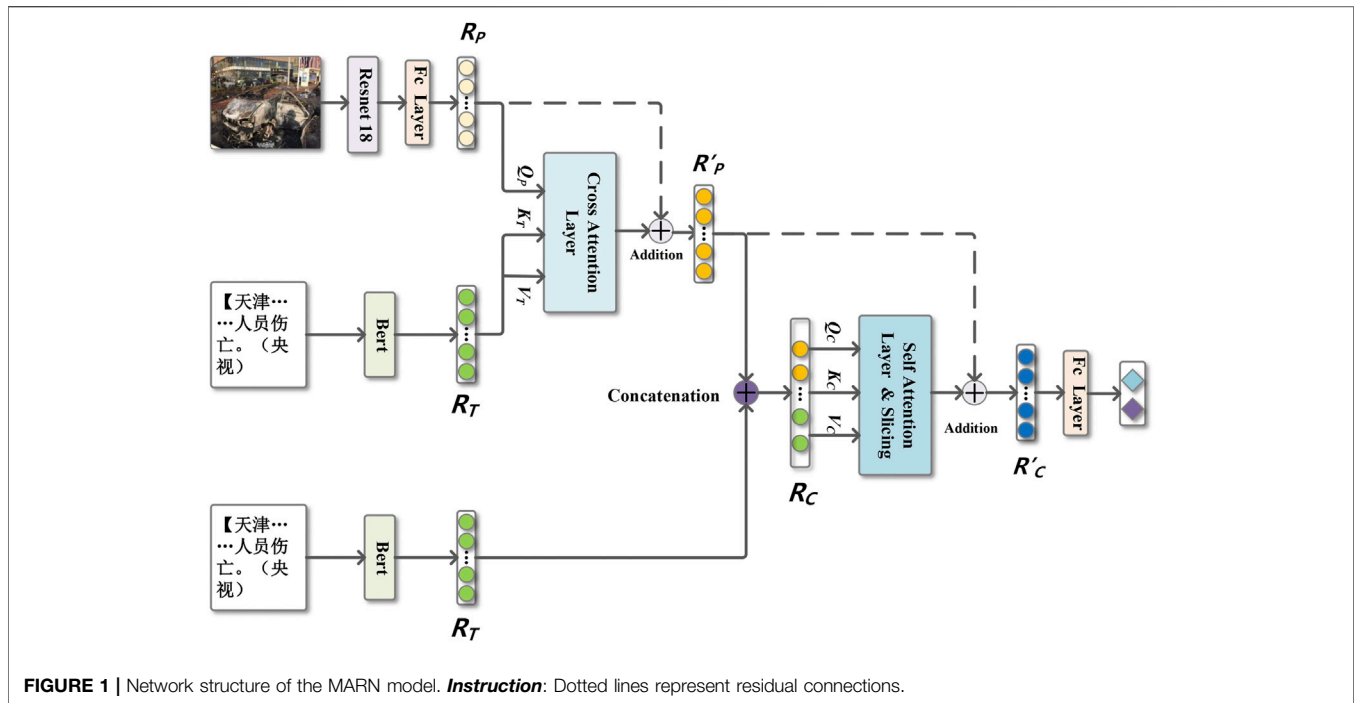 R_P
Resnet 18
Fc Layer
Q_P
K_T
V_T
Cross Attention
Layer
Addition
R'_P
【天津…
…人员伤
亡。（央
视）
Bert
R_T
Concatenation
R_C
Q_C
K_C
V_C
Self Attention
Layer & Slicing
Addition
R'_C
Fc Layer
【天津…
…人员伤
亡。（央
视）
Bert
R_T
FIGURE 1 | Network structure of the MARN model. Instruction: Dotted lines represent residual connections.